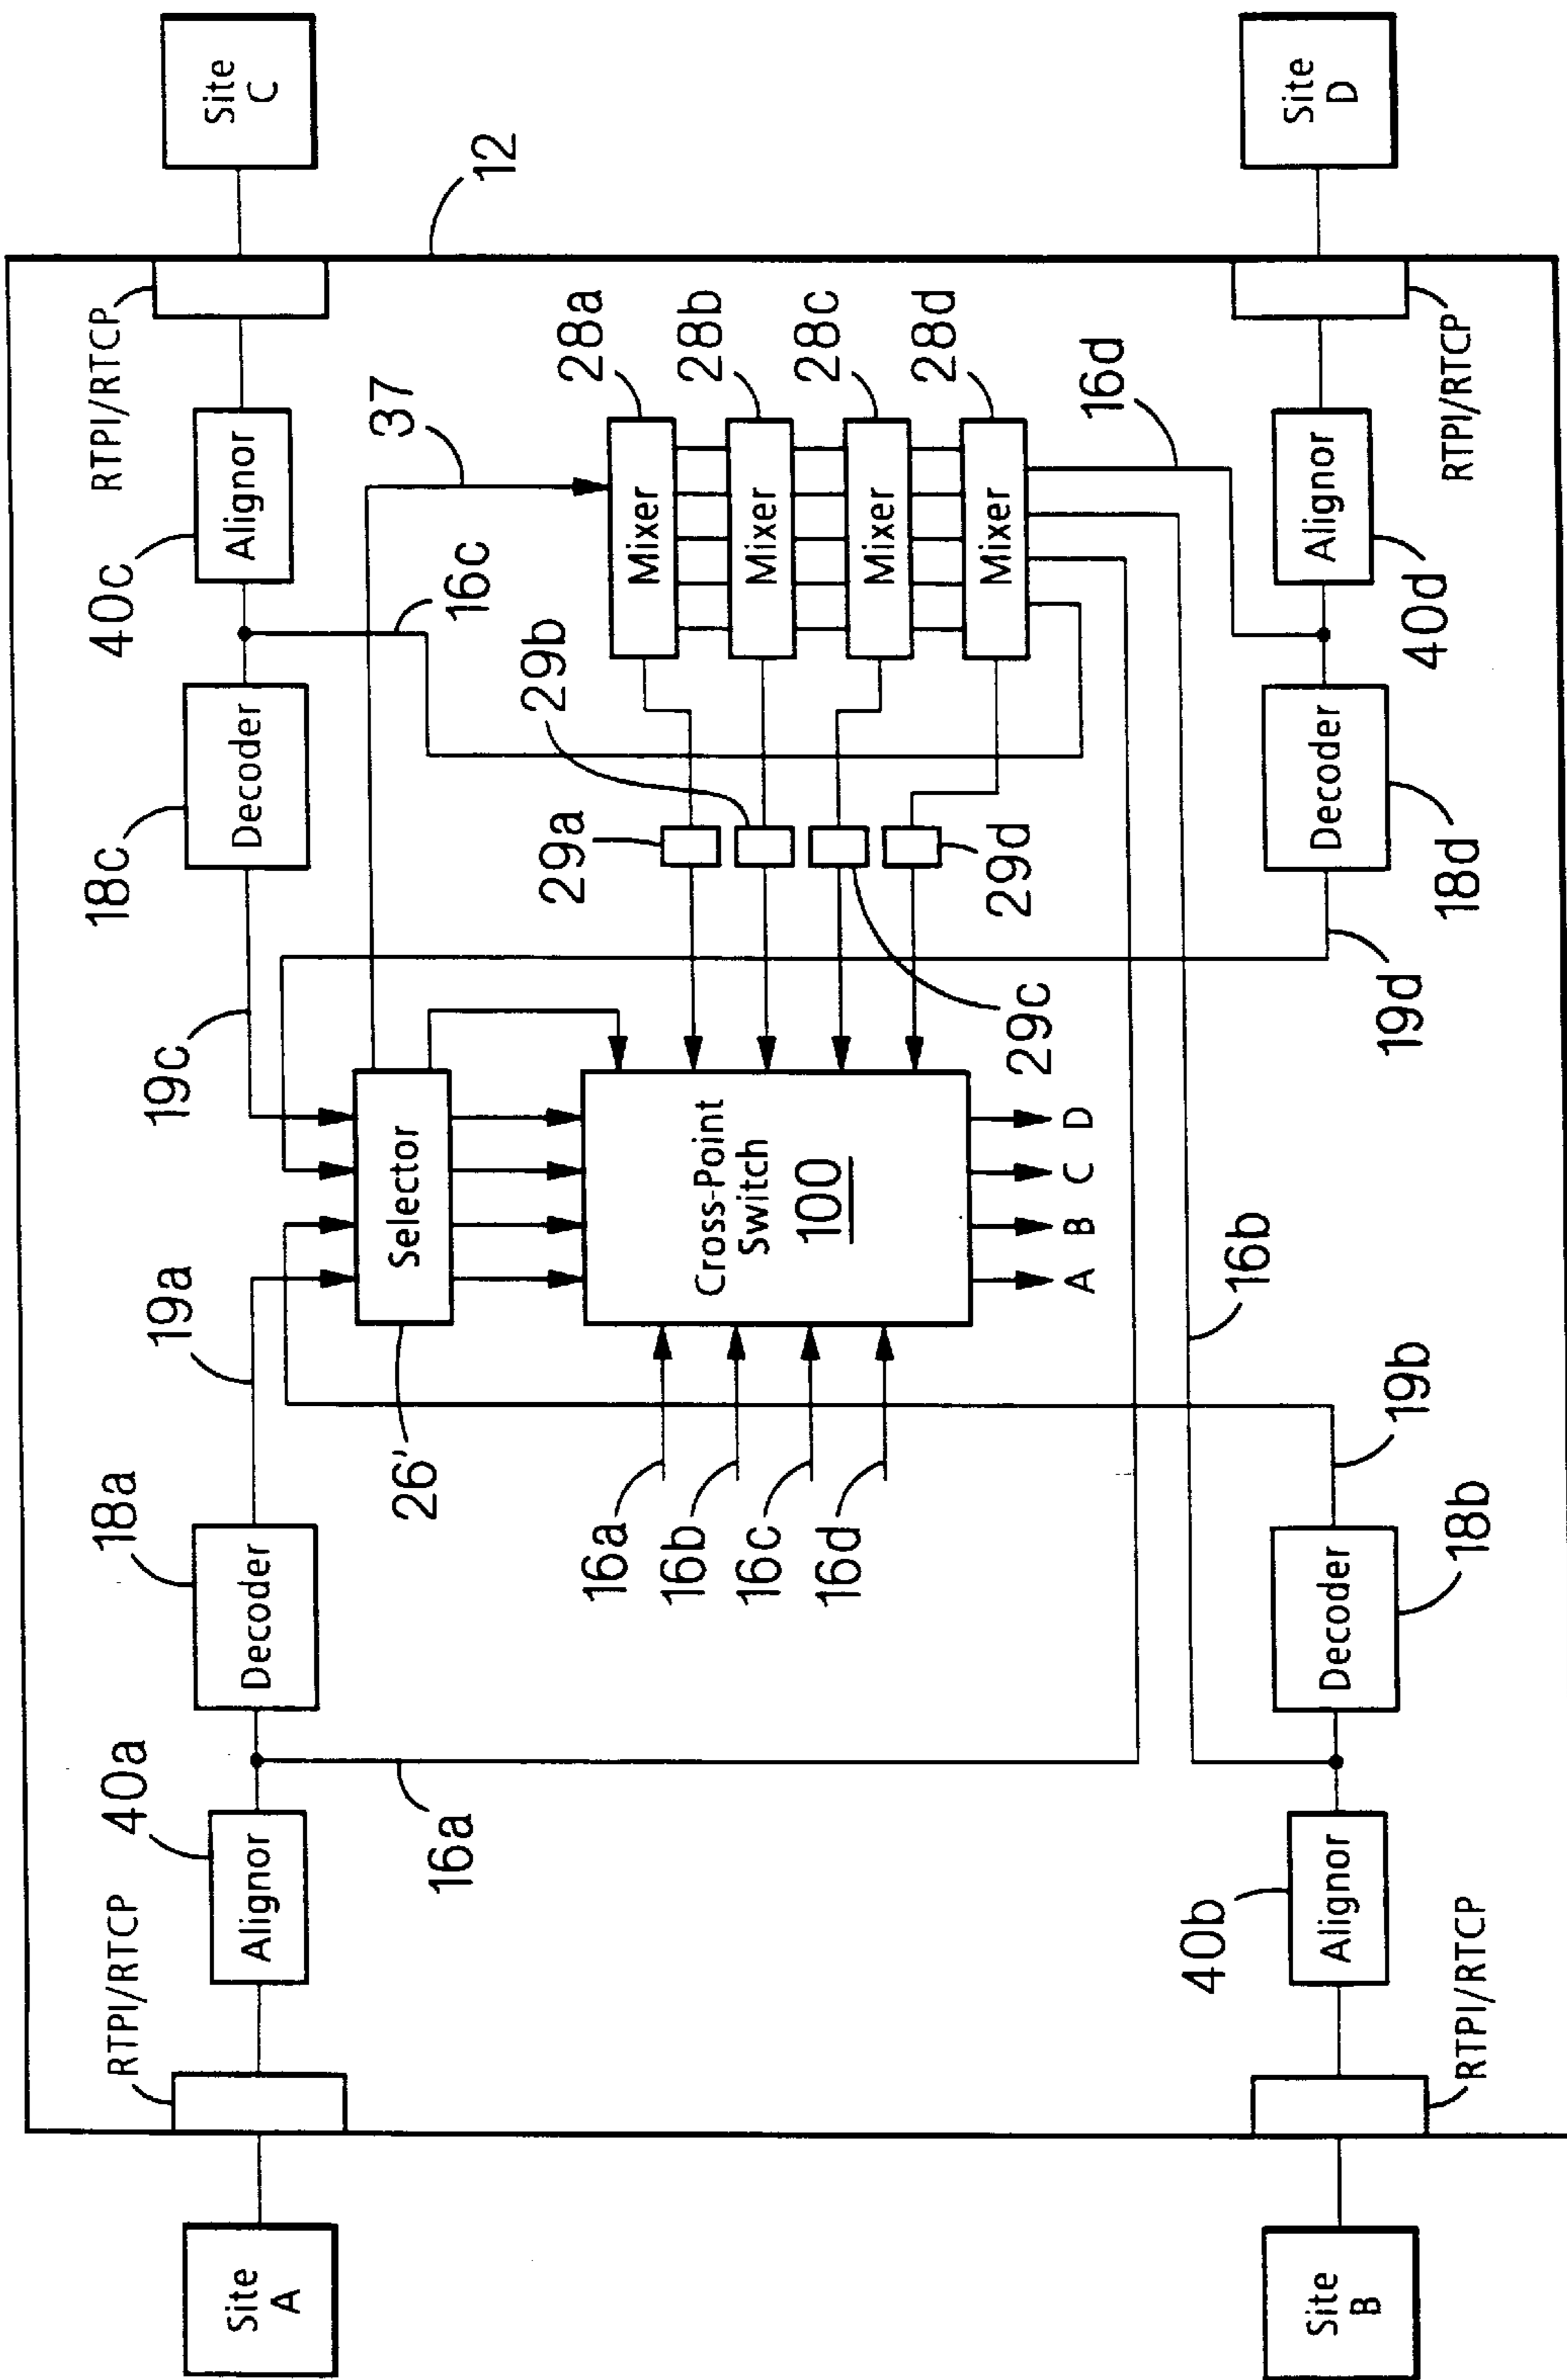 Site
A
RTPI/RTCP
Alignor
40a
16a
Decoder
18a
19a
Selector
26'
37
19c
18c
Decoder
16c
40c
Alignor
RTPI/RTCP
Site
C
12
Cross-Point
Switch
100
16a
16b
16c
16d
A
B
C
D
29a
29b
29c
29d
Mixer
28a
Mixer
28b
Mixer
28c
Mixer
28d
16d
16b
Site
B
RTPI/RTCP
Alignor
40b
Decoder
18b
19b
19d
18d
Decoder
40d
Alignor
RTPI/RTCP
Site
D